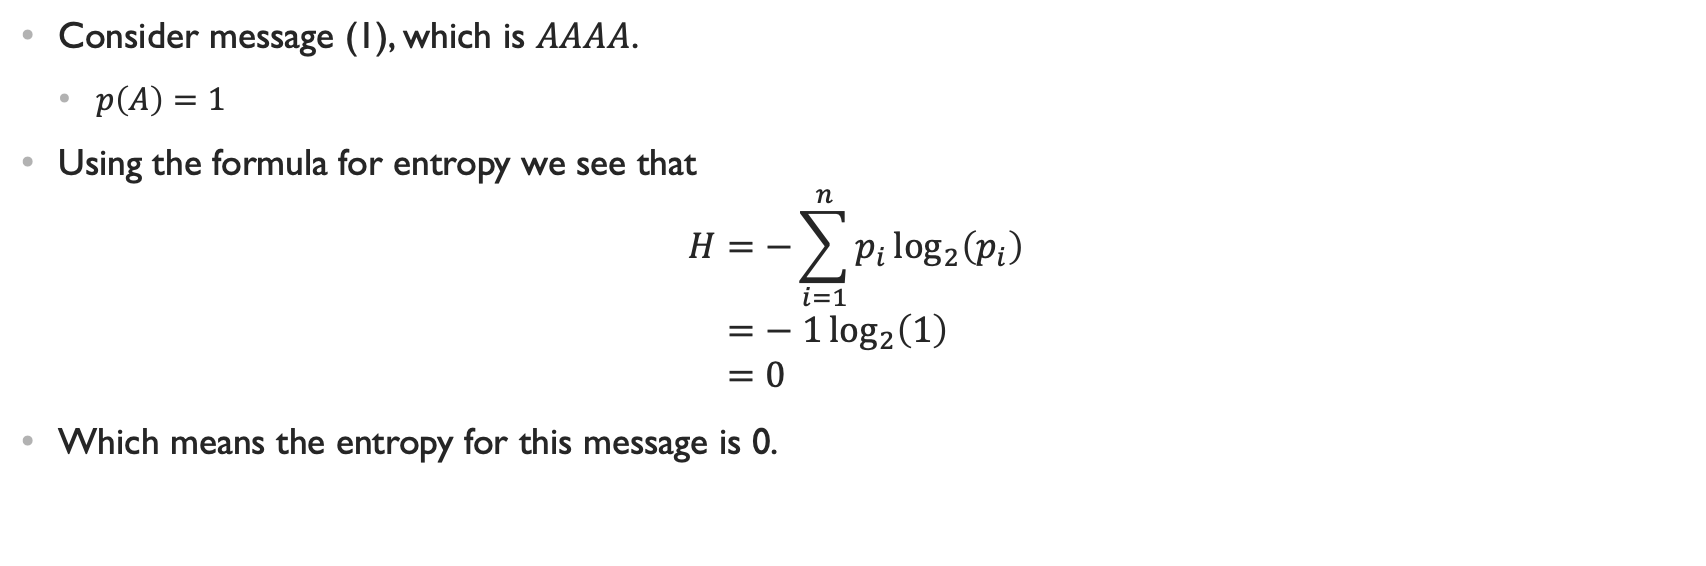 • Consider message (1), which is AAAA.
• p(A) = 1
• Using the formula for entropy we see that
H = − ∑ᵢ₌₁ⁿ pᵢ log₂(pᵢ)
= − 1 log₂(1)
= 0
• Which means the entropy for this message is 0.